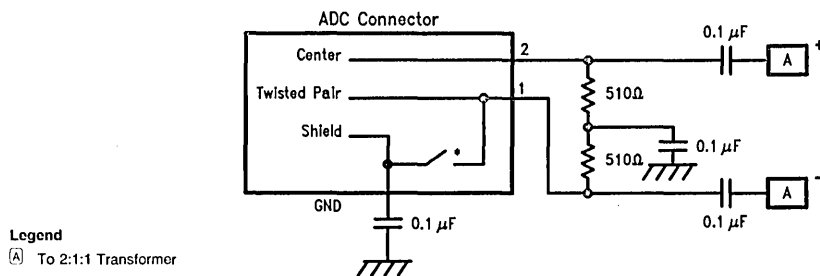 ADC Connector
0.1 μF
Center
2
A
+
Twisted Pair
1
510Ω
Shield
*
0.1 μF
510Ω
A
-
GND
0.1 μF
0.1 μF
Legend
A To 2:1:1 Transformer